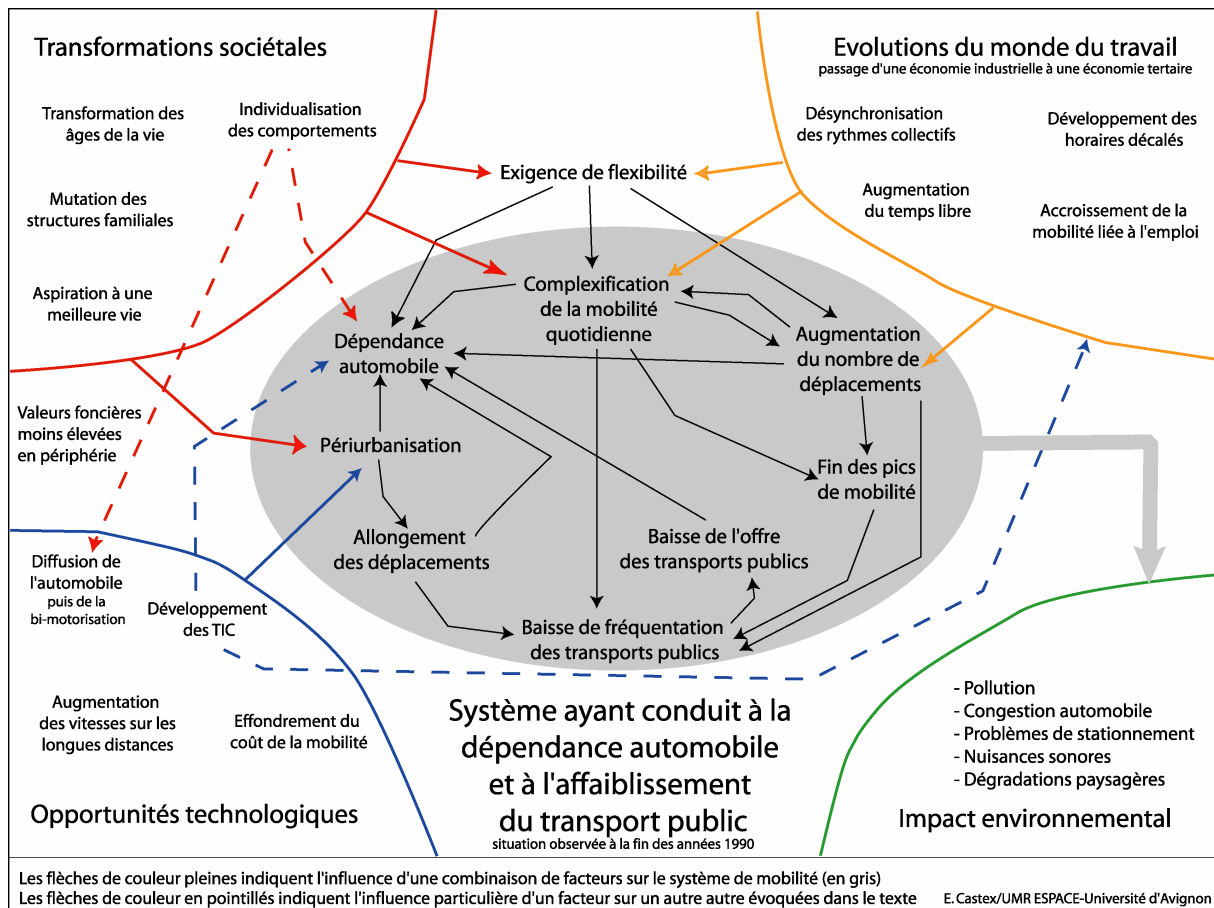 Transformations sociétales
Transformation des
âges de la vie
Individualisation
des comportements
Mutation des
structures familiales
Aspiration à une
meilleure vie
Evolutions du monde du travail
passage d'une économie industrielle à une économie tertaire
Désynchronisation
des rythmes collectifs
Développement des
horaires décalés
Augmentation
du temps libre
Accroissement de la
mobilité liée à l'emploi
Exigence de flexibilité
Complexification
de la mobilité
quotidienne
Dépendance
automobile
Augmentation
du nombre de
déplacements
Périurbanisation
Fin des pics
de mobilité
Allongement
des déplacements
Baisse de l'offre
des transports publics
Baisse de fréquentation
des transports publics
Valeurs foncières
moins élevées
en périphérie
Diffusion de
l'automobile
puis de la
bi-motorisation
Développement
des TIC
Augmentation
des vitesses sur les
longues distances
Effondrement du
coût de la mobilité
Opportunités technologiques
Système ayant conduit à la
dépendance automobile
et à l'affaiblissement
du transport public
situation observée à la fin des années 1990
- Pollution
- Congestion automobile
- Problèmes de stationnement
- Nuisances sonores
- Dégradations paysagères
Impact environnemental
Les flèches de couleur pleines indiquent l'influence d'une combinaison de facteurs sur le système de mobilité (en gris)
Les flèches de couleur en pointillés indiquent l'influence particulière d'un facteur sur un autre autre évoquées dans le texte
E. Castex/UMR ESPACE-Université d'Avignon